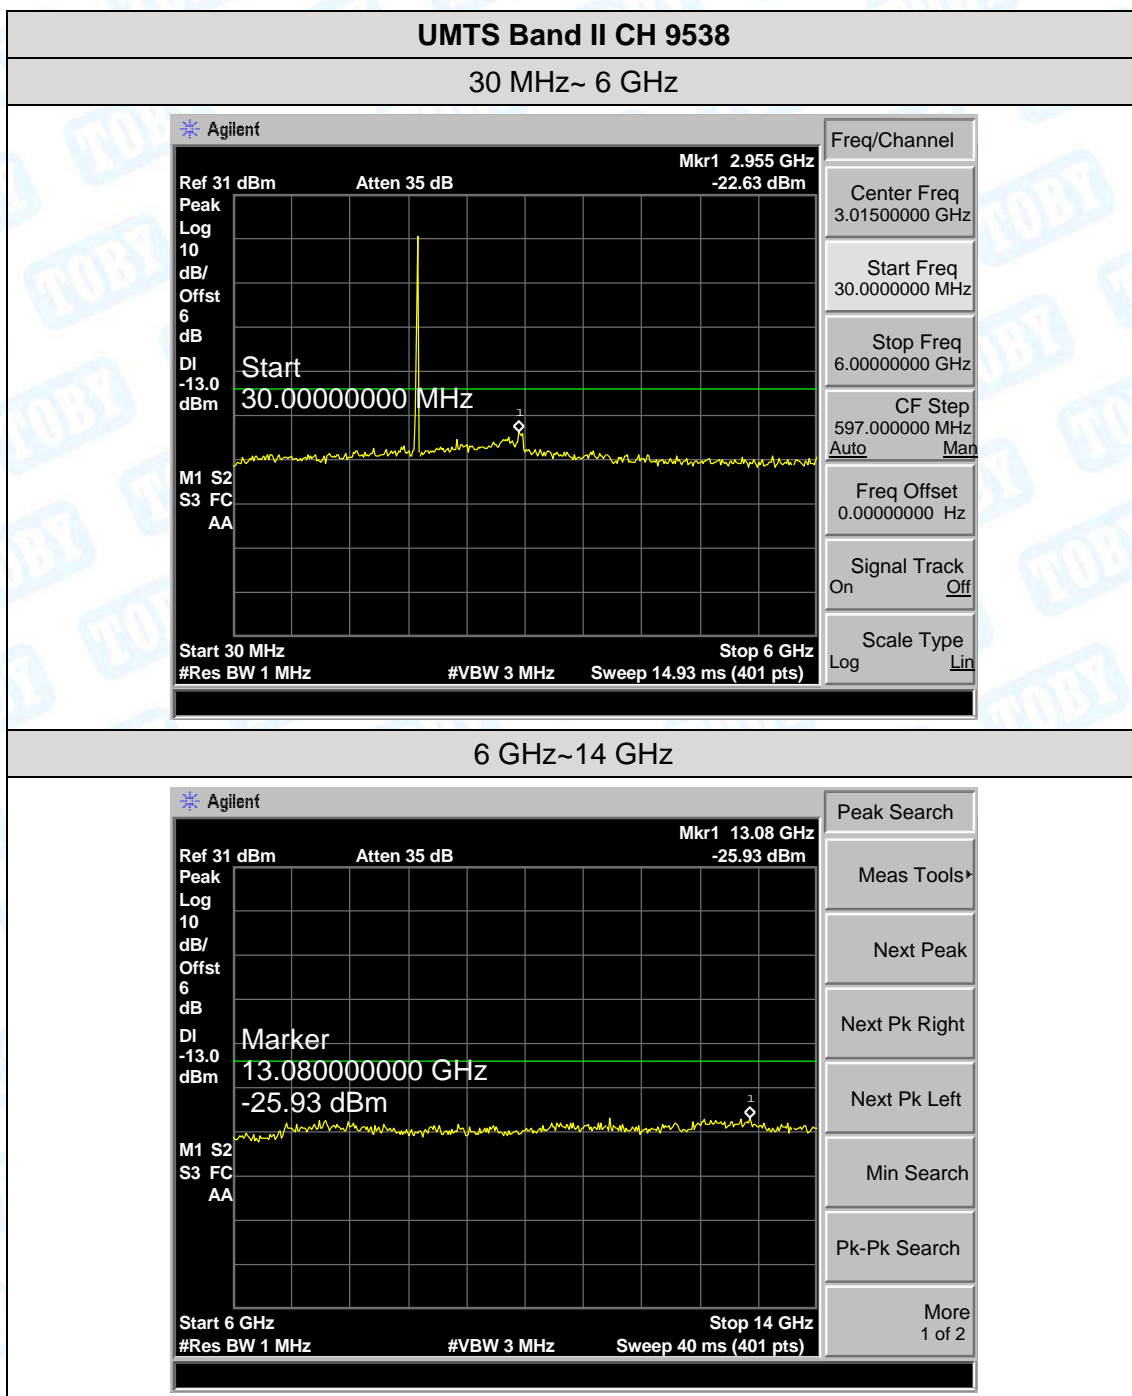 UMTS Band II CH 9538
30 MHz~ 6 GHz
Agilent
Freq/Channel
Mkr1 2.955 GHz
Ref 31 dBm Atten 35 dB -22.63 dBm
Peak
Log
10
dB/
Offst
6
dB
DI
-13.0
dBm
Start
30.00000000 MHz
1
M1 S2
S3 FC
AA
Start 30 MHz Stop 6 GHz
#Res BW 1 MHz #VBW 3 MHz Sweep 14.93 ms (401 pts)
Center Freq
3.01500000 GHz
Start Freq
30.0000000 MHz
Stop Freq
6.00000000 GHz
CF Step
597.000000 MHz
Auto Man
Freq Offset
0.00000000 Hz
Signal Track
On Off
Scale Type
Log Lin
6 GHz~14 GHz
Agilent
Peak Search
Mkr1 13.08 GHz
Ref 31 dBm Atten 35 dB -25.93 dBm
Peak
Log
10
dB/
Offst
6
dB
DI
-13.0
dBm
Marker
13.080000000 GHz
-25.93 dBm
1
M1 S2
S3 FC
AA
Start 6 GHz Stop 14 GHz
#Res BW 1 MHz #VBW 3 MHz Sweep 40 ms (401 pts)
Meas Tools
Next Peak
Next Pk Right
Next Pk Left
Min Search
Pk-Pk Search
More
1 of 2
TOBY